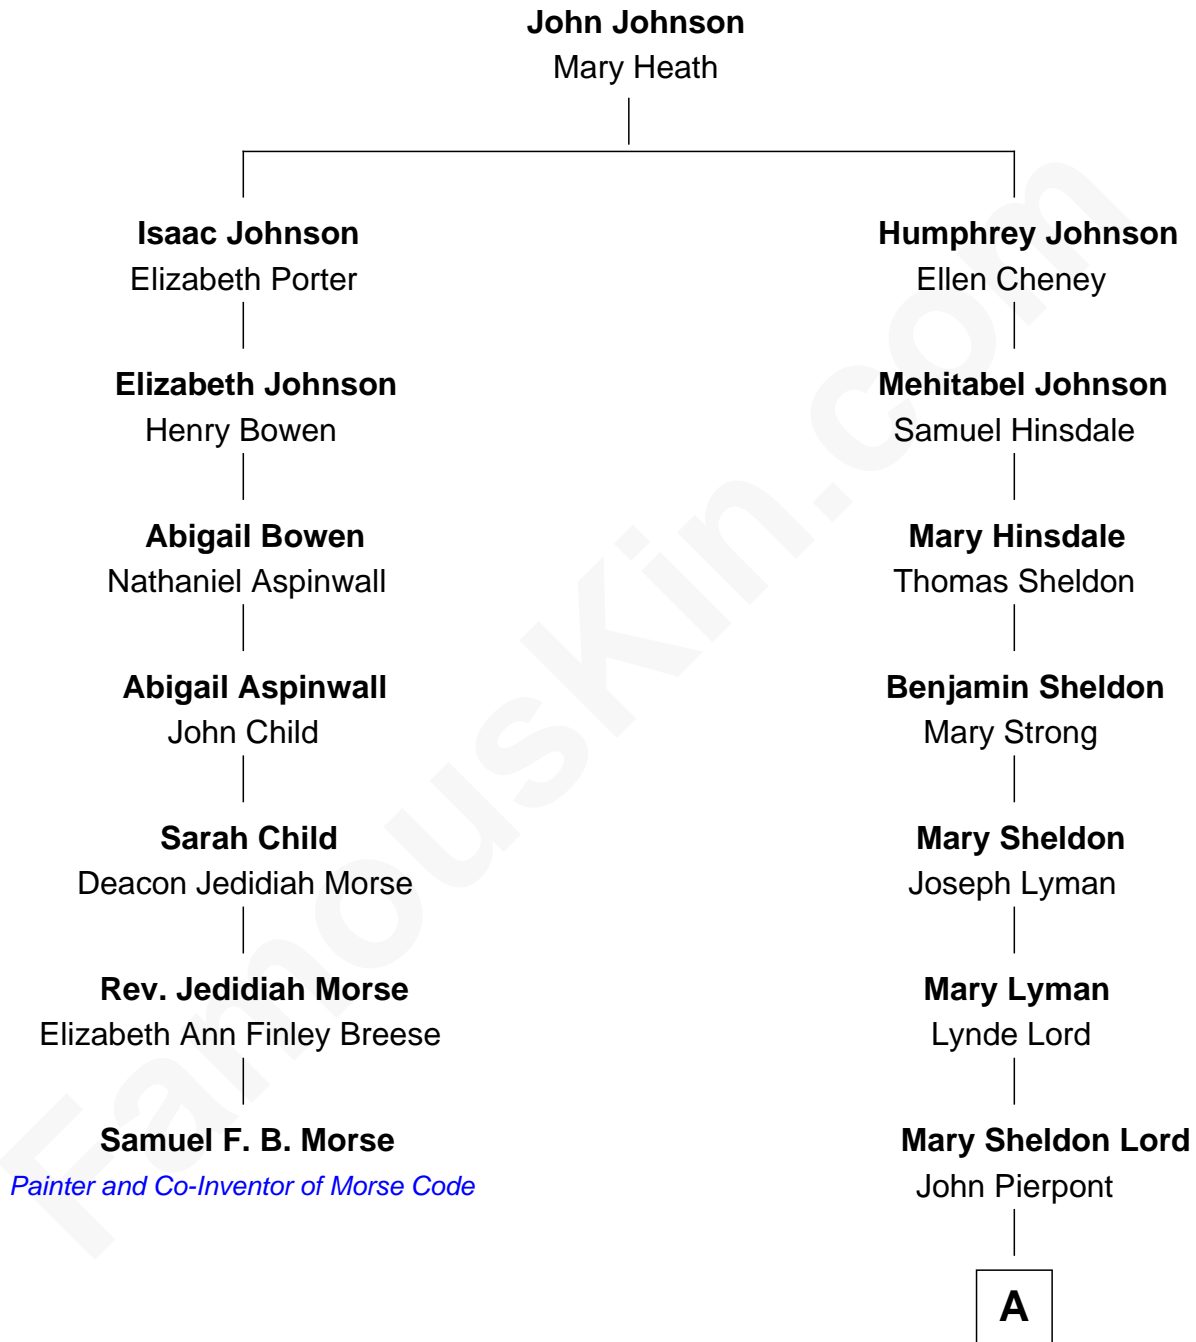 John Johnson
Mary Heath
Isaac Johnson
Elizabeth Porter
Humphrey Johnson
Ellen Cheney
Elizabeth Johnson
Henry Bowen
Mehitabel Johnson
Samuel Hinsdale
Abigail Bowen
Nathaniel Aspinwall
Mary Hinsdale
Thomas Sheldon
Abigail Aspinwall
John Child
Benjamin Sheldon
Mary Strong
Sarah Child
Deacon Jedidiah Morse
Mary Sheldon
Joseph Lyman
Rev. Jedidiah Morse
Elizabeth Ann Finley Breese
Mary Lyman
Lynde Lord
Samuel F. B. Morse
Painter and Co-Inventor of Morse Code
Mary Sheldon Lord
John Pierpont
A
FamousKin.com